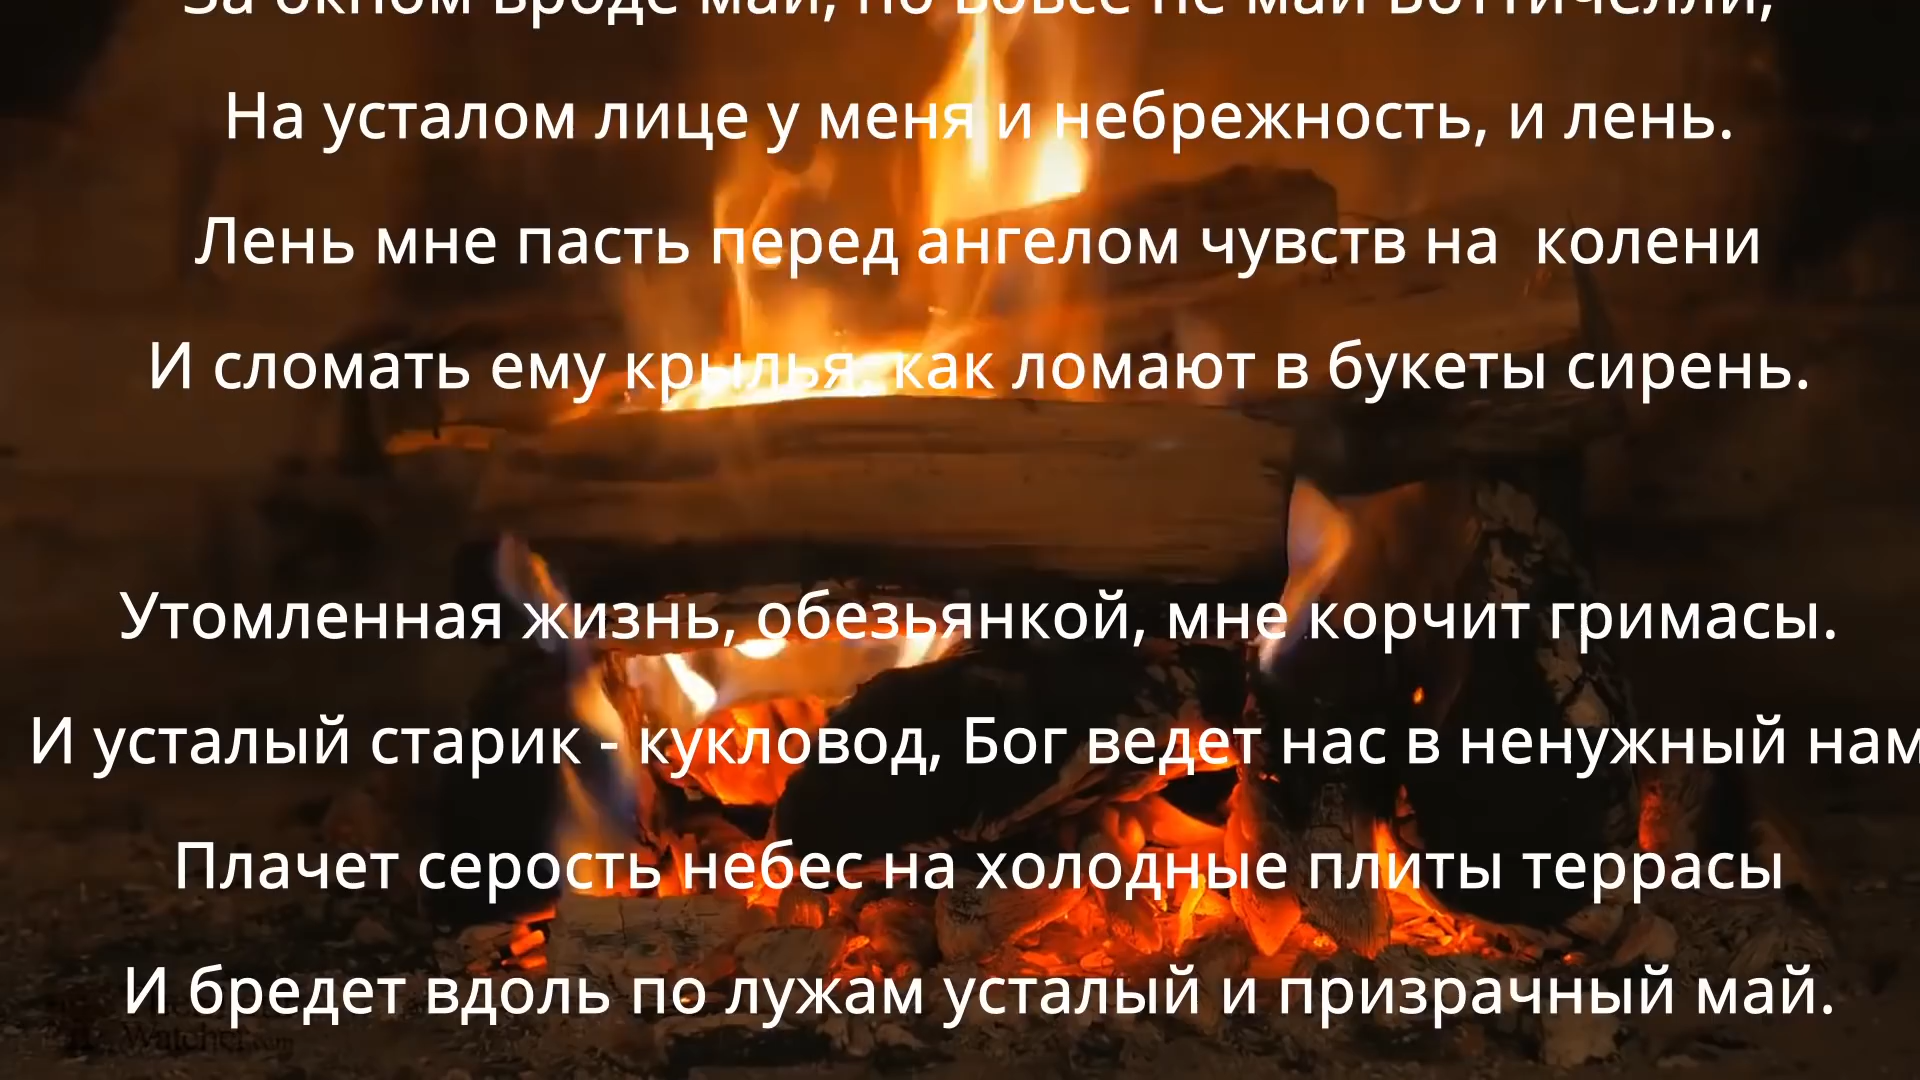 За окном вроде май, но вовсе не май Боттичелли,
На усталом лице у меня и небрежность, и лень.
Лень мне пасть перед ангелом чувств на  колени
И сломать ему крылья, как ломают в букеты сирень.
Утомленная жизнь, обезьянкой, мне корчит гримасы.
И усталый старик - кукловод, Бог ведет нас в ненужный нам
Плачет серость небес на холодные плиты террасы
И бредет вдоль по лужам усталый и призрачный май.
Watcher.com